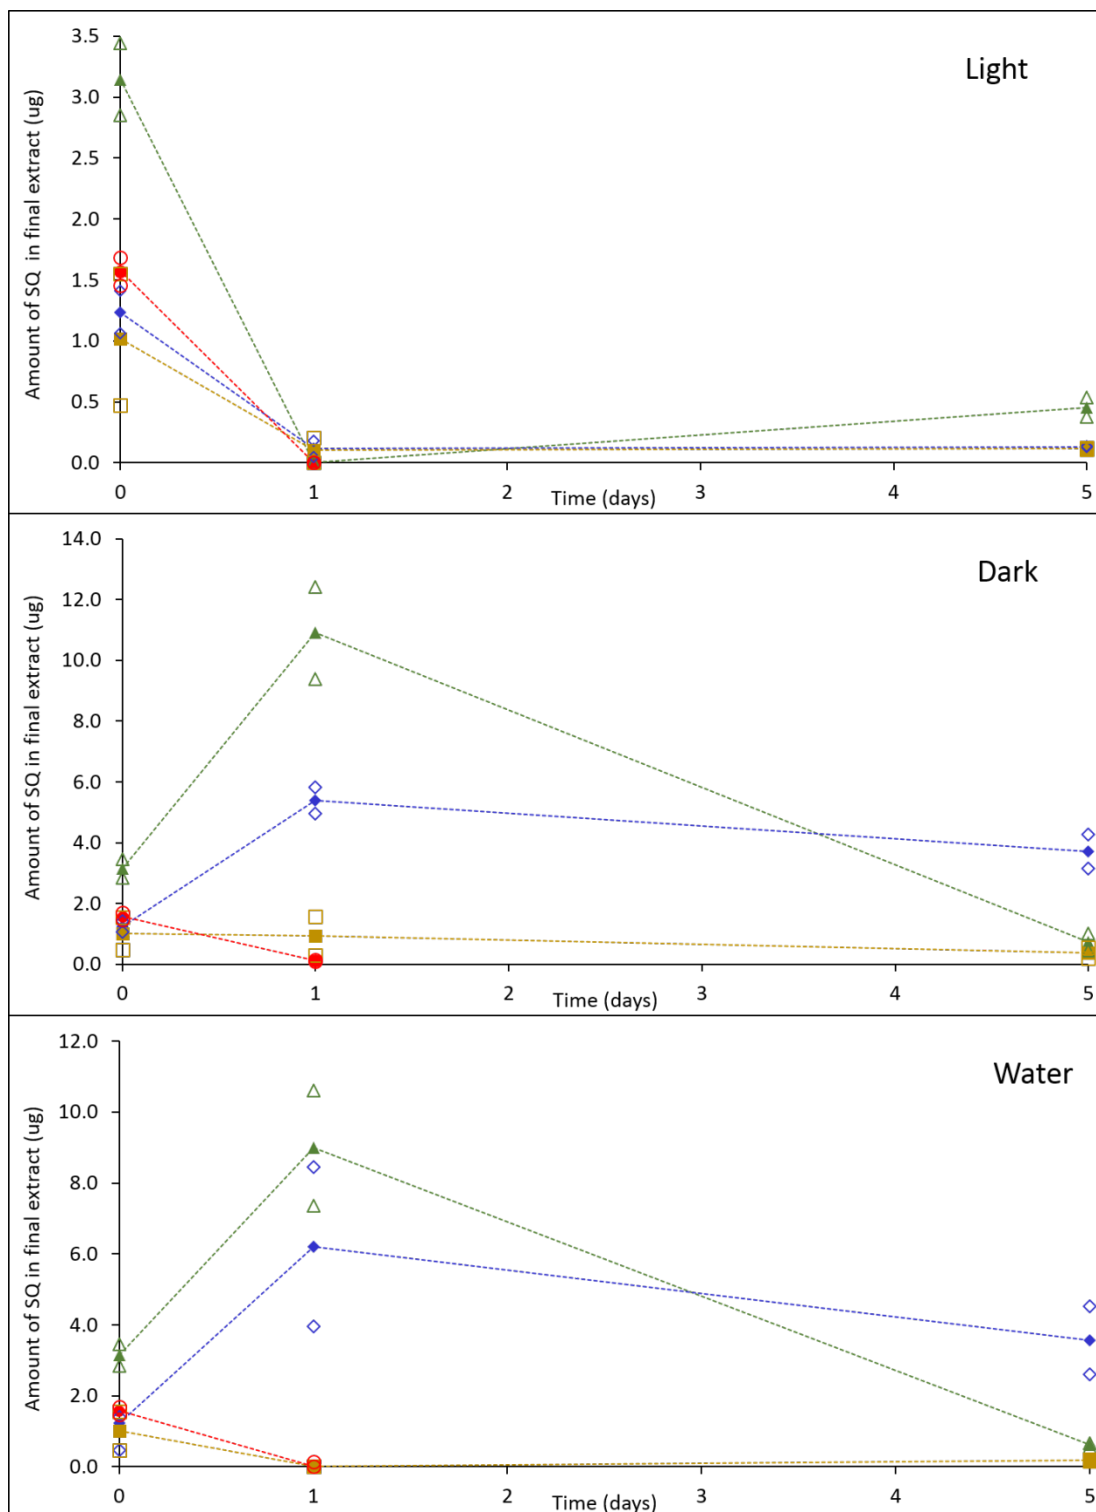 Light
Amount of SQ in final extract (ug)
3.5
3.0
2.5
2.0
1.5
1.0
0.5
0.0
0 1 2 3 4 5
Time (days)
Dark
Amount of SQ in final extract (ug)
14.0
12.0
10.0
8.0
6.0
4.0
2.0
0.0
0 1 2 3 4 5
Time (days)
Water
Amount of SQ in final extract (ug)
12.0
10.0
8.0
6.0
4.0
2.0
0.0
0 1 2 3 4 5
Time (days)